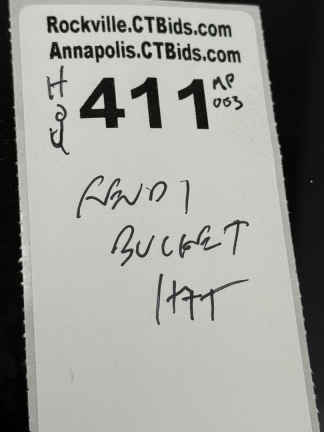 Rockville.CTBids.com
Annapolis.CTBids.com
411
MP
003
FENDI
BUCKET
HAT